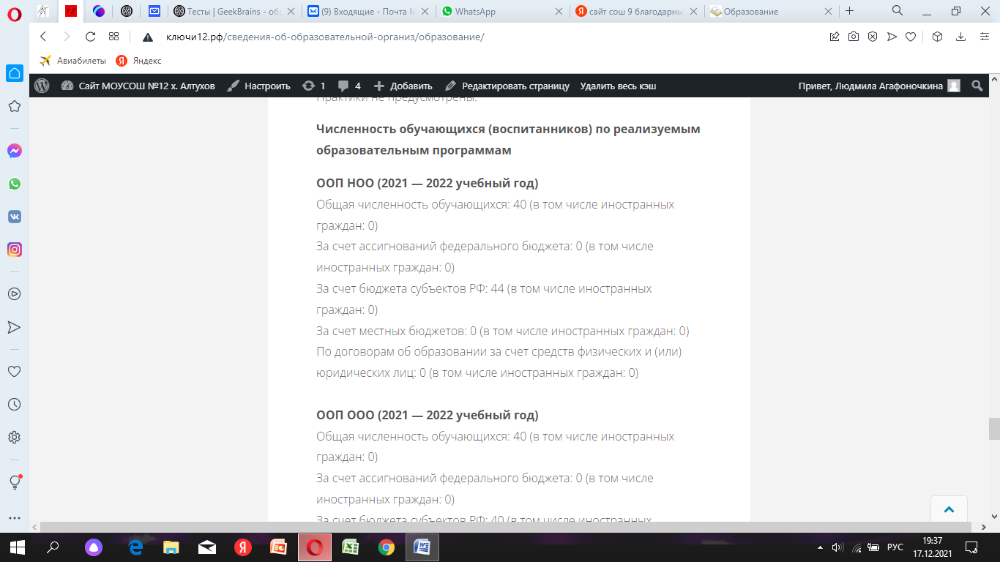 Тесты | GeekBrains - об
(9) Входящие - Почта M
WhatsApp
сайт сош 9 благодарны
Образование
ключи12.рф/сведения-об-образовательной-организ/образование/
Авиабилеты
Яндекс
Сайт МОУСОШ №12 х. Алтухов
Настроить
1
4
Добавить
Редактировать страницу
Удалить весь кэш
Привет, Людмила Агафоночкина
Практики не предусмотрены.
Численность обучающихся (воспитанников) по реализуемым
образовательным программам
ООП НОО (2021 — 2022 учебный год)
Общая численность обучающихся: 40 (в том числе иностранных
граждан: 0)
За счет ассигнований федерального бюджета: 0 (в том числе
иностранных граждан: 0)
За счет бюджета субъектов РФ: 44 (в том числе иностранных
граждан: 0)
За счет местных бюджетов: 0 (в том числе иностранных граждан: 0)
По договорам об образовании за счет средств физических и (или)
юридических лиц: 0 (в том числе иностранных граждан: 0)
ООП ООО (2021 — 2022 учебный год)
Общая численность обучающихся: 40 (в том числе иностранных
граждан: 0)
За счет ассигнований федерального бюджета: 0 (в том числе
иностранных граждан: 0)
За счет бюджета субъектов РФ: 40 (в том числе иностранных
РУС
19:37
17.12.2021